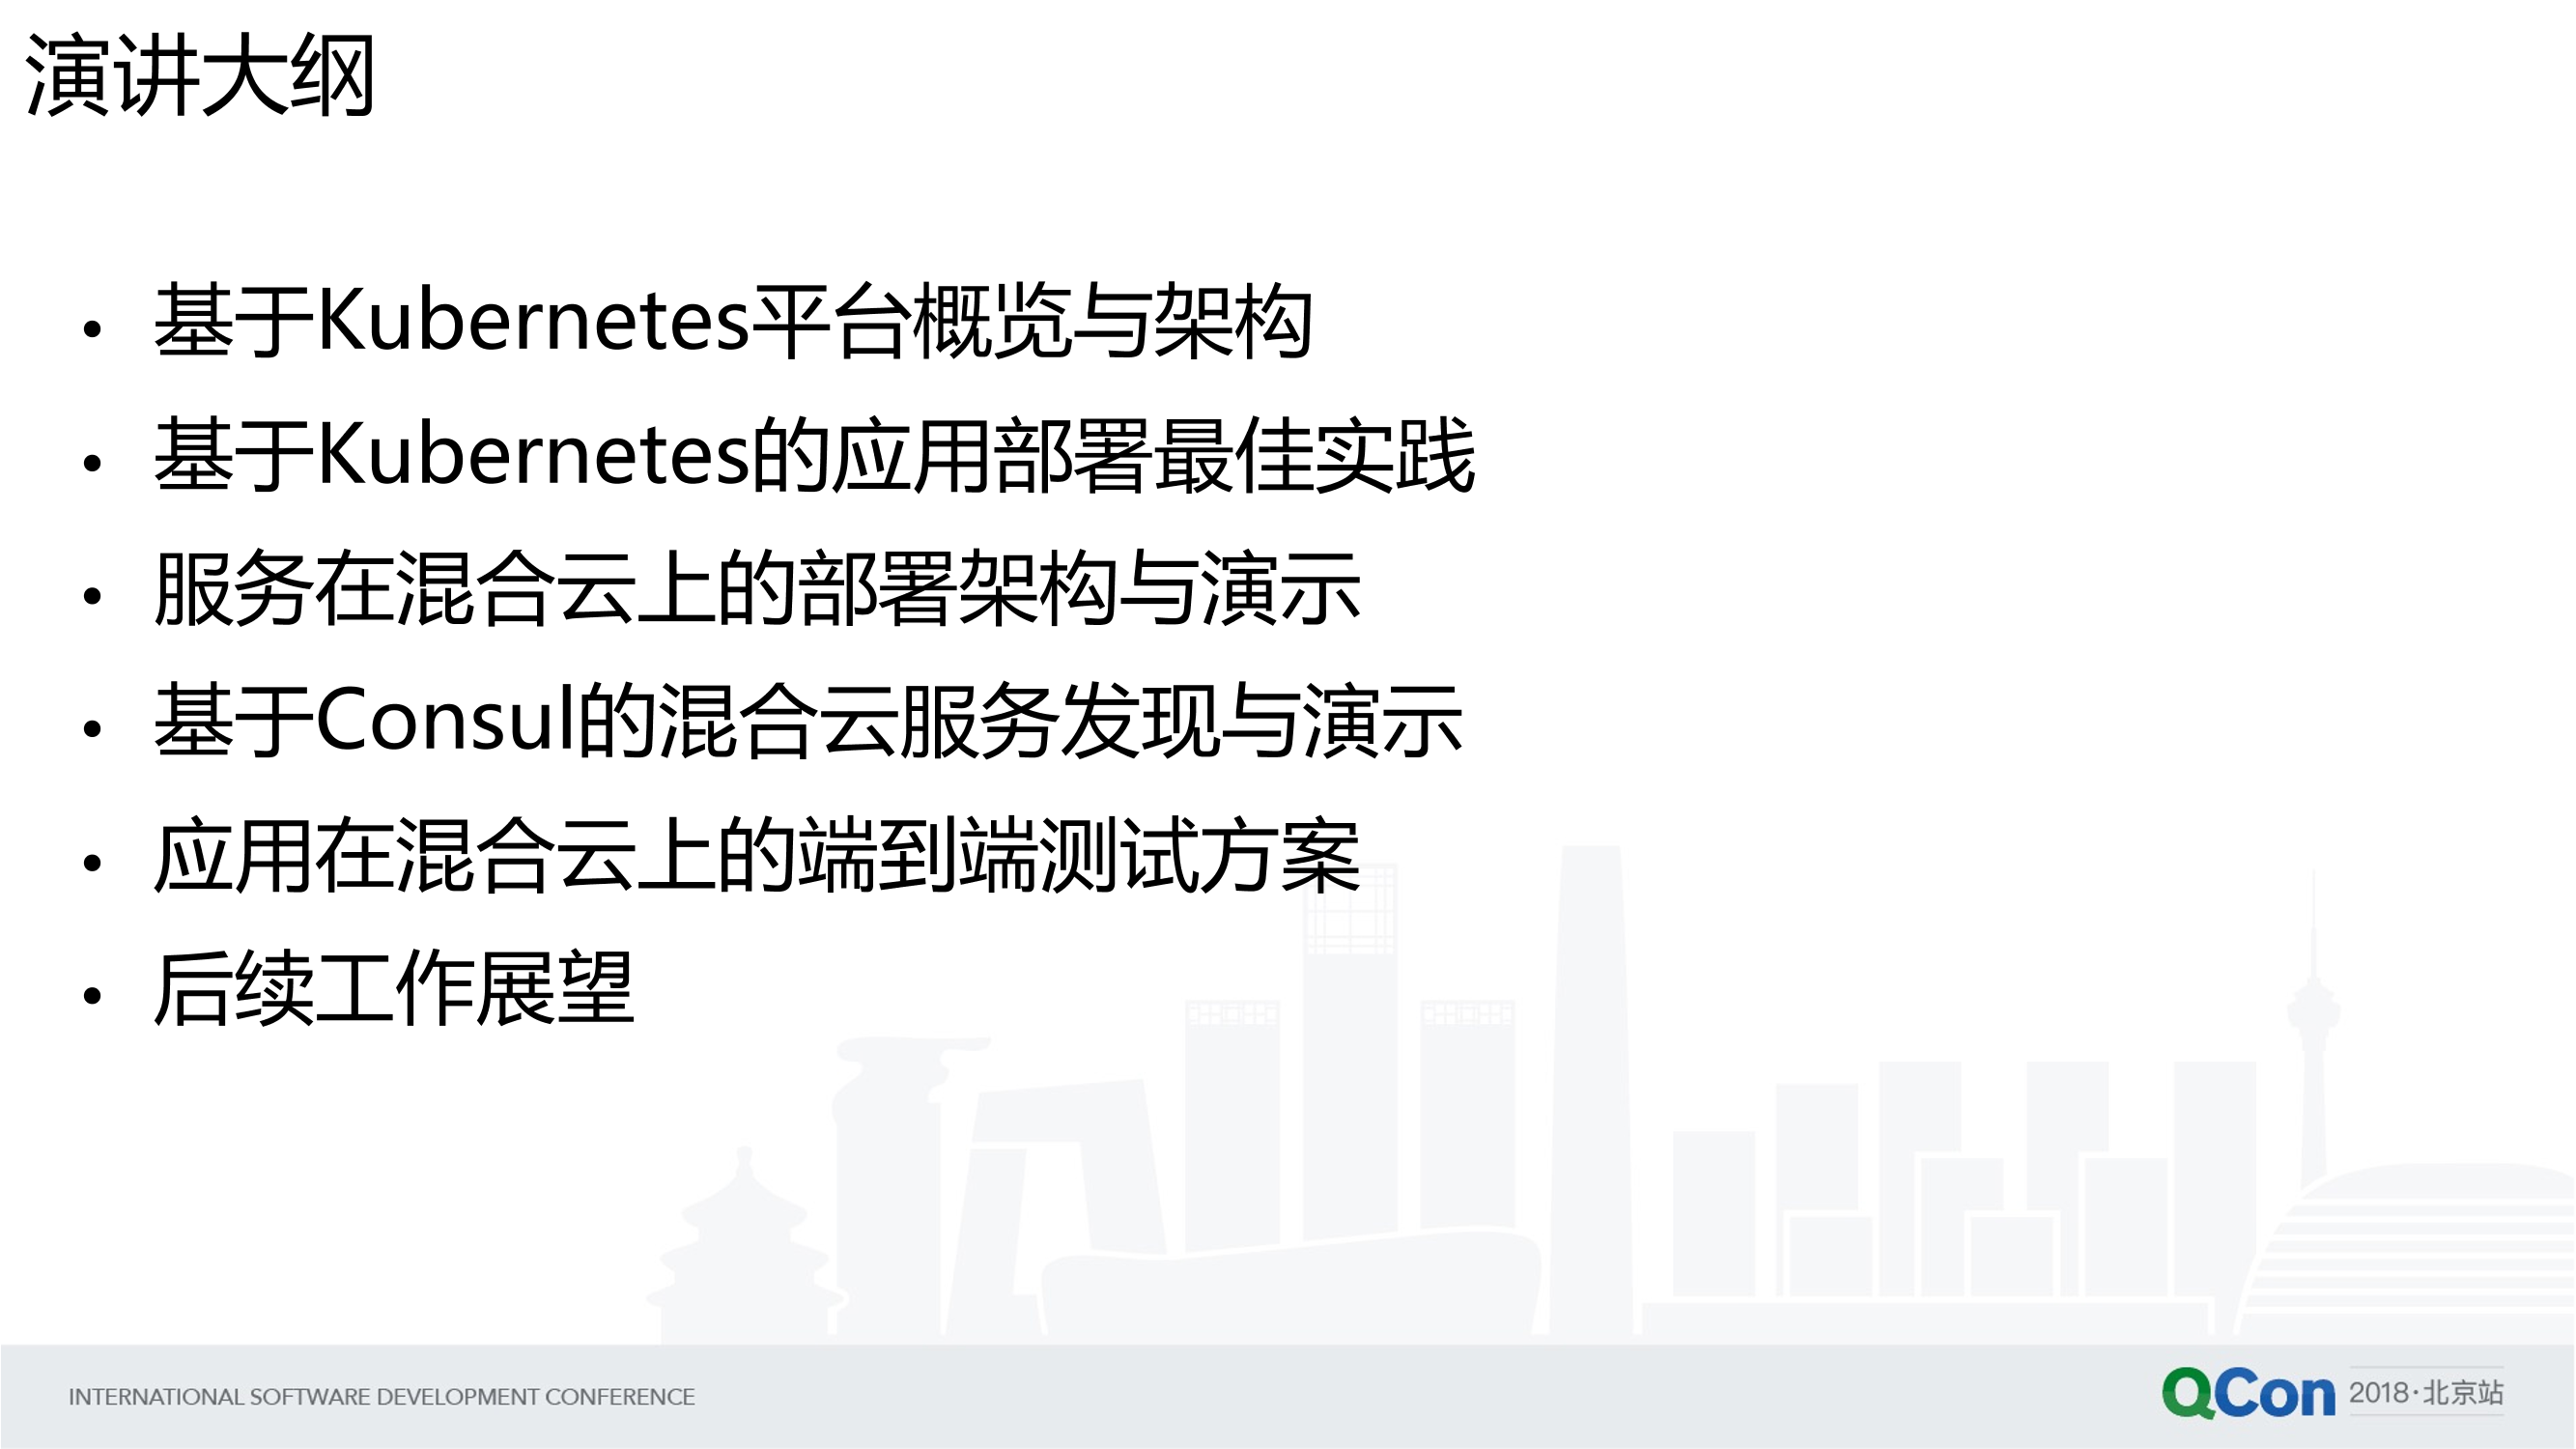 演讲大纲
• 基于Kubernetes平台概览与架构
• 基于Kubernetes的应用部署最佳实践
• 服务在混合云上的部署架构与演示
• 基于Consul的混合云服务发现与演示
• 应用在混合云上的端到端测试方案
• 后续工作展望
INTERNATIONAL SOFTWARE DEVELOPMENT CONFERENCE
QCon 2018·北京站